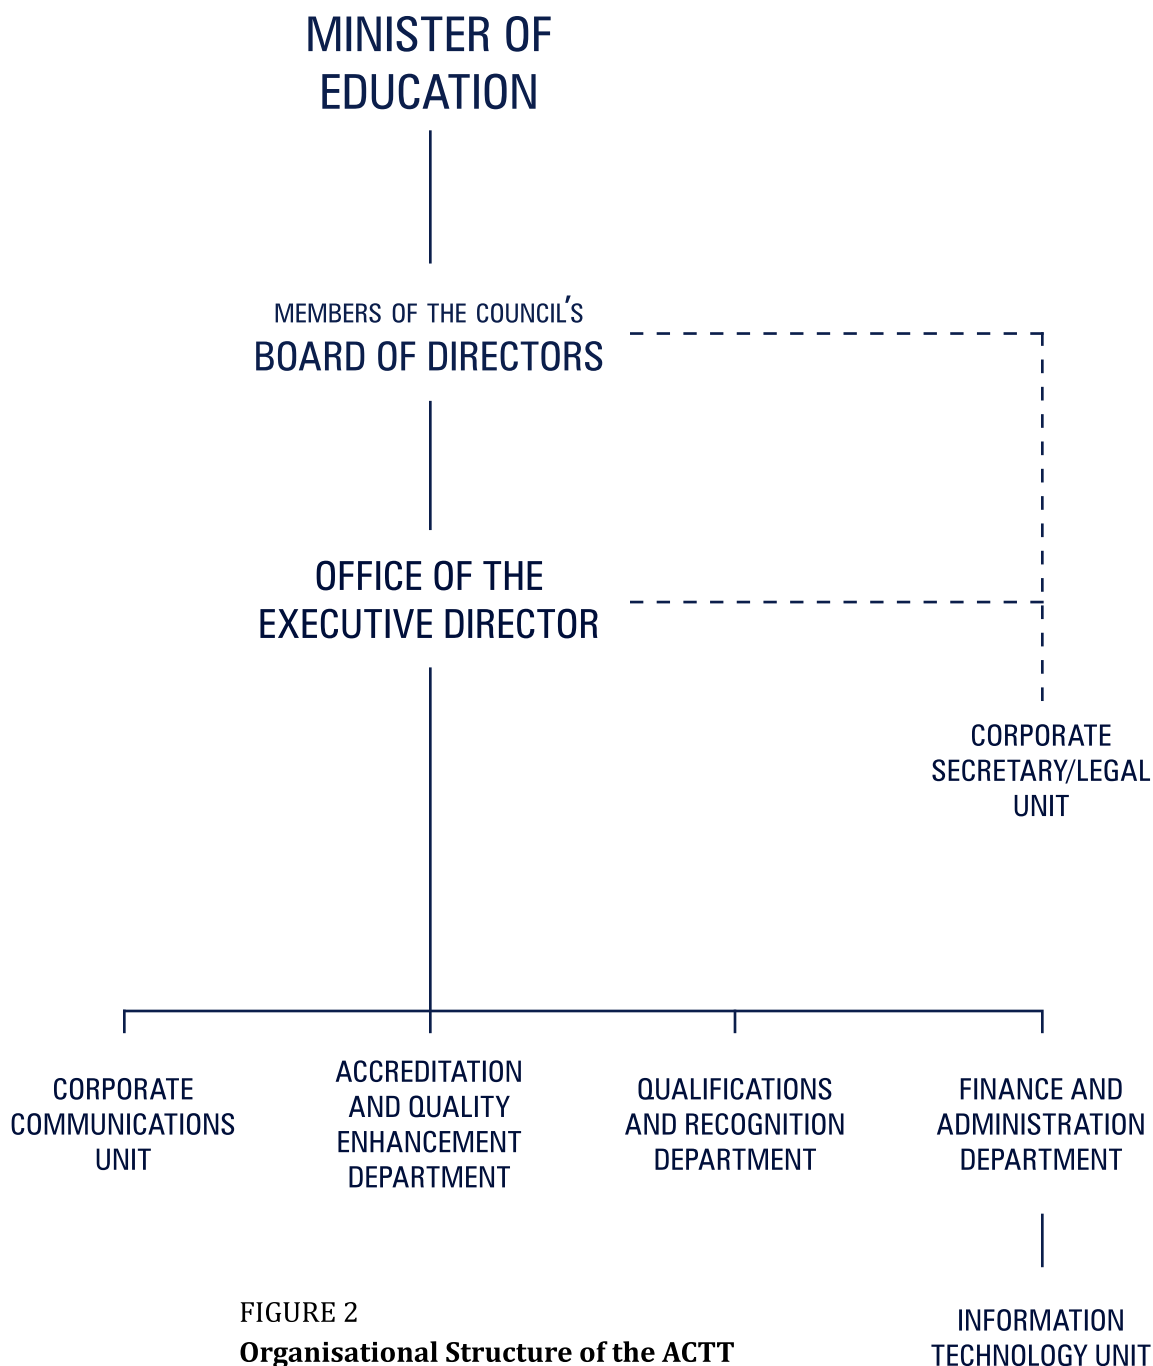 MINISTER OF
EDUCATION
MEMBERS OF THE COUNCIL'S
BOARD OF DIRECTORS
OFFICE OF THE
EXECUTIVE DIRECTOR
CORPORATE
SECRETARY/LEGAL
UNIT
CORPORATE
COMMUNICATIONS
UNIT
ACCREDITATION
AND QUALITY
ENHANCEMENT
DEPARTMENT
QUALIFICATIONS
AND RECOGNITION
DEPARTMENT
FINANCE AND
ADMINISTRATION
DEPARTMENT
INFORMATION
TECHNOLOGY UNIT
FIGURE 2
Organisational Structure of the ACTT